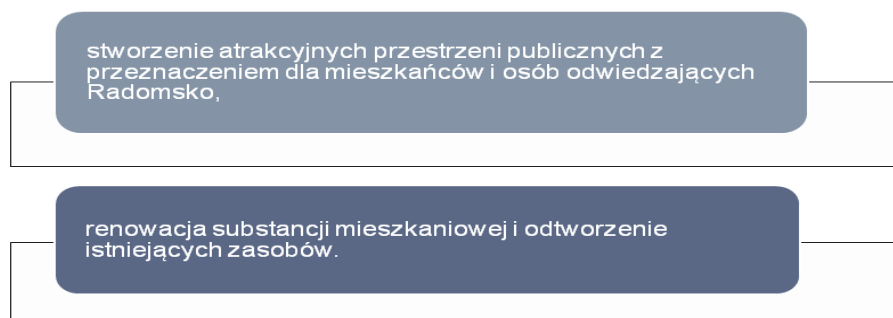 stworzenie atrakcyjnych przestrzeni publicznych z
przeznaczeniem dla mieszkańców i osób odwiedzających
Radomsko,
renowacja substancji mieszkaniowej i odtworzenie
istniejących zasobów.